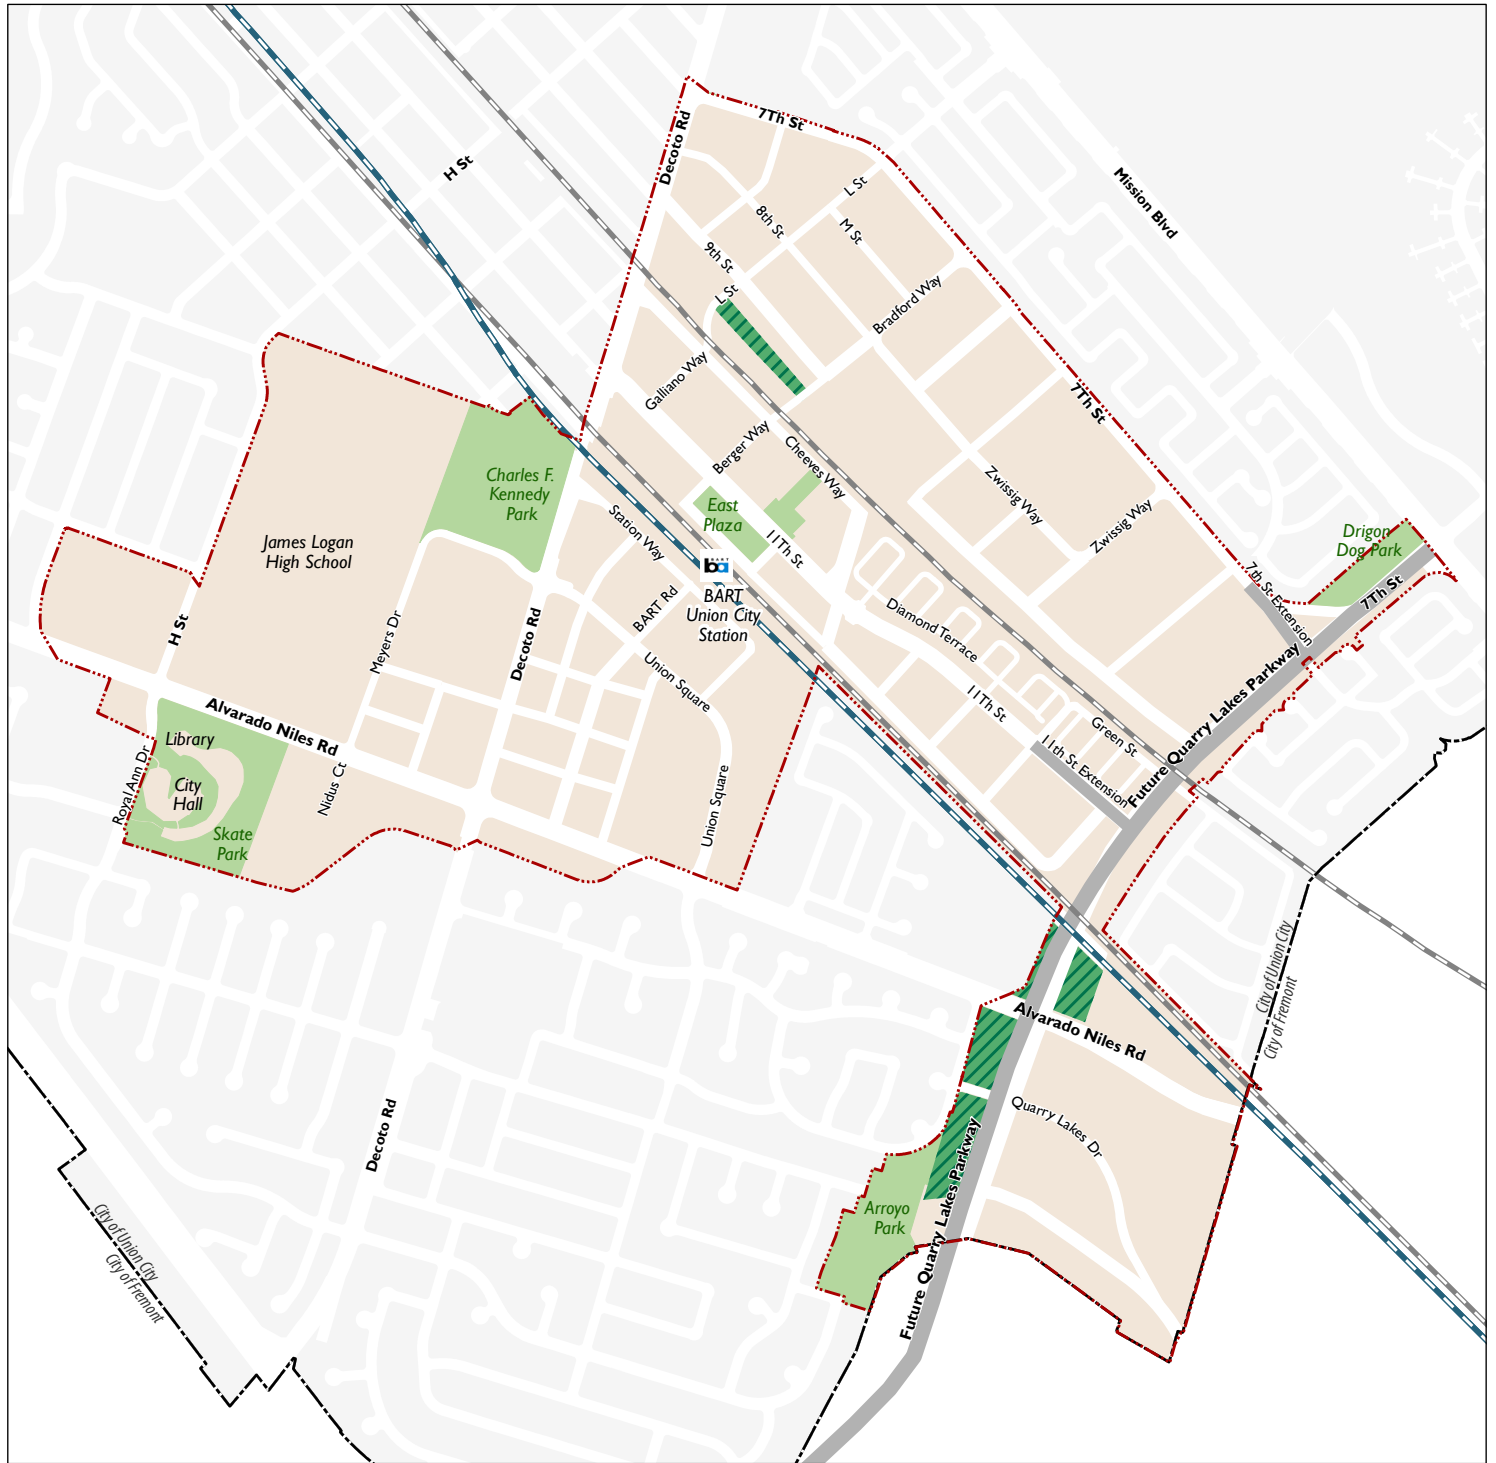 7Th St
Decoto Rd
H St
Mission Blvd
L St
8th St
M St
9th St
L St
Bradford Way
Galliano Way
7Th St
Berger Way
Cheeves Way
Charles F.
Kennedy
Park
Zwissig Way
East
Plaza
Zwissig Way
Station Way
11Th St
Drigon
Dog Park
James Logan
High School
ba
BART
Union City
Station
BART Rd
7th St Extension
7Th St
H St
Meyers Dr
Decoto Rd
Diamond Terrace
Union Square
11Th St
Future Quarry Lakes Parkway
Alvarado Niles Rd
Library
Green St
11th St Extension
Royal Ann Dr
City
Hall
Nidus Ct
Union Square
Skate
Park
City of Union City
City of Fremont
Alvarado Niles Rd
Quarry Lakes Dr
Decoto Rd
Future Quarry Lakes Parkway
Arroyo
Park
City of Union City
City of Fremont